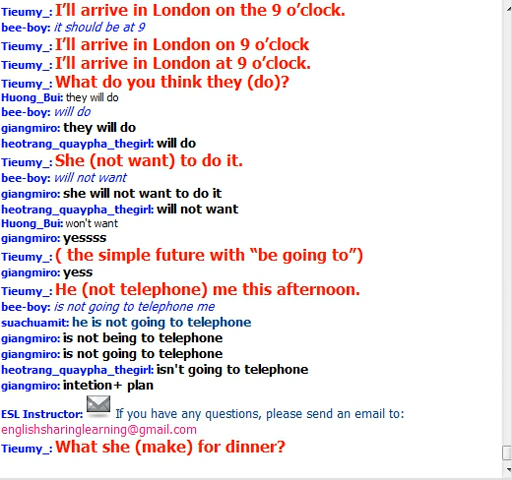 Tieumy_: I'll arrive in London on the 9 o'clock.
bee-boy: it should be at 9
Tieumy_: I'll arrive in London on 9 o'clock
Tieumy_: I'll arrive in London at 9 o'clock.
Tieumy_: What do you think they (do)?
Huong_Bui: they will do
bee-boy: will do
giangmiro: they will do
heotrang_quaypha_thegirl: will do
Tieumy_: She (not want) to do it.
bee-boy: will not want
giangmiro: she will not want to do it
heotrang_quaypha_thegirl: will not want
Huong_Bui: won't want
giangmiro: yessss
Tieumy_: ( the simple future with “be going to”)
giangmiro: yess
Tieumy_: He (not telephone) me this afternoon.
bee-boy: is not going to telephone me
suachuamit: he is not going to telephone
giangmiro: is not being to telephone
giangmiro: is not going to telephone
heotrang_quaypha_thegirl: isn't going to telephone
giangmiro: intetion+ plan
ESL Instructor: If you have any questions, please send an email to:
englishsharinglearning@gmail.com
Tieumy_: What she (make) for dinner?